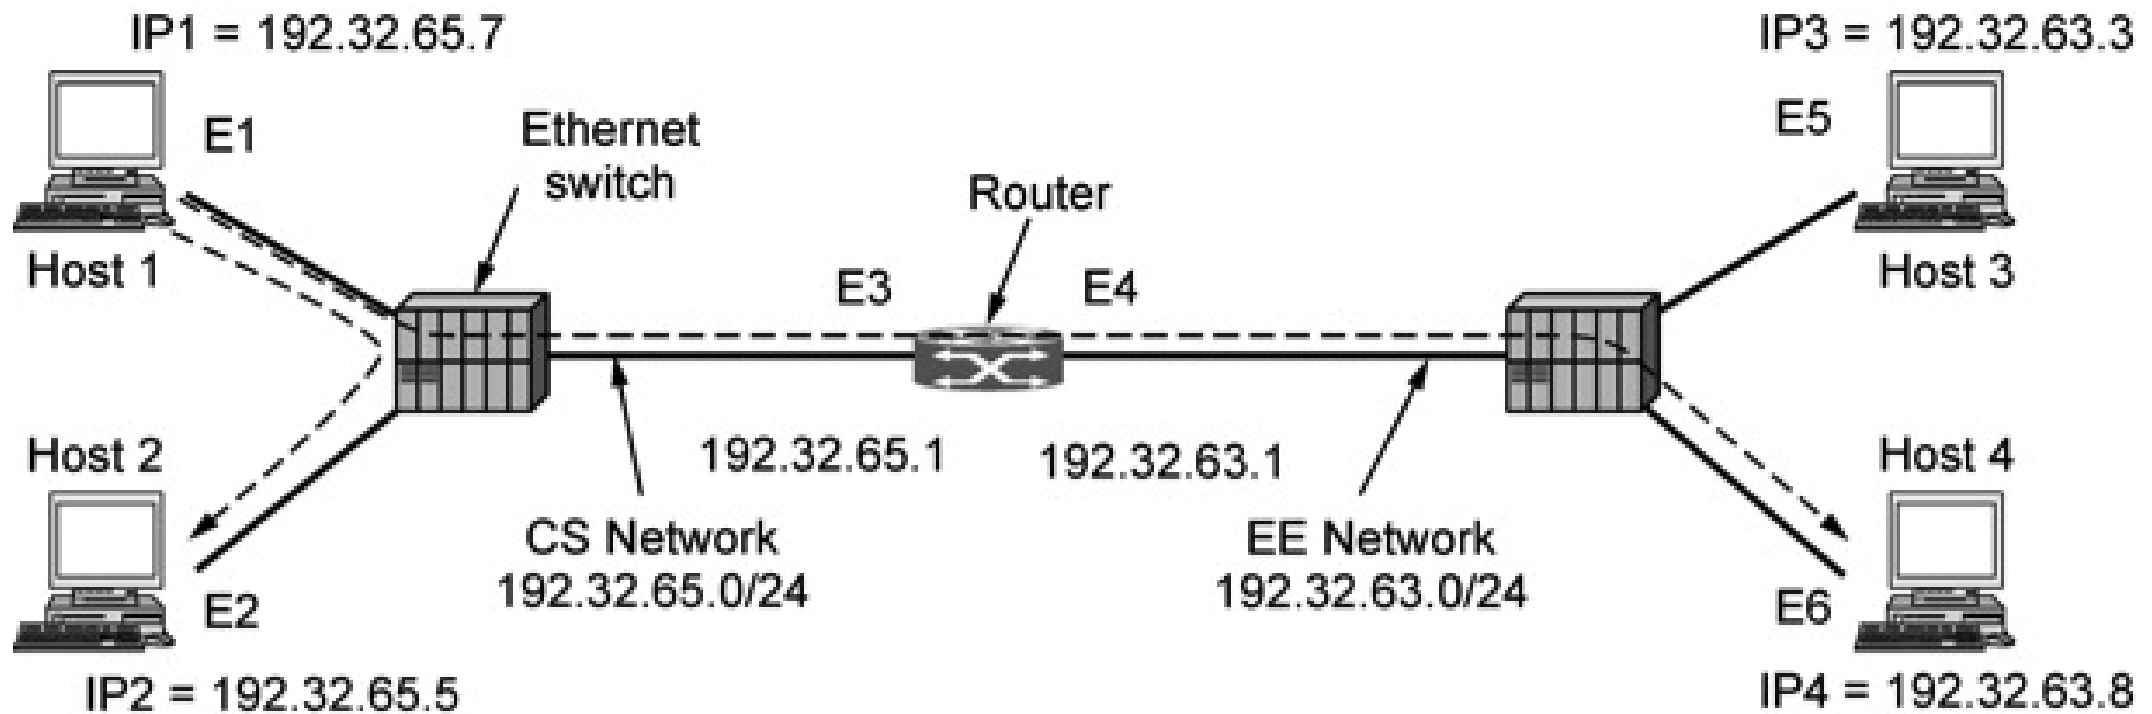 IP1 = 192.32.65.7
IP3 = 192.32.63.3
E1
Ethernet
switch
Router
E5
Host 1
E3
E4
Host 3
Host 2
192.32.65.1
192.32.63.1
Host 4
CS Network
192.32.65.0/24
EE Network
192.32.63.0/24
E2
E6
IP2 = 192.32.65.5
IP4 = 192.32.63.8